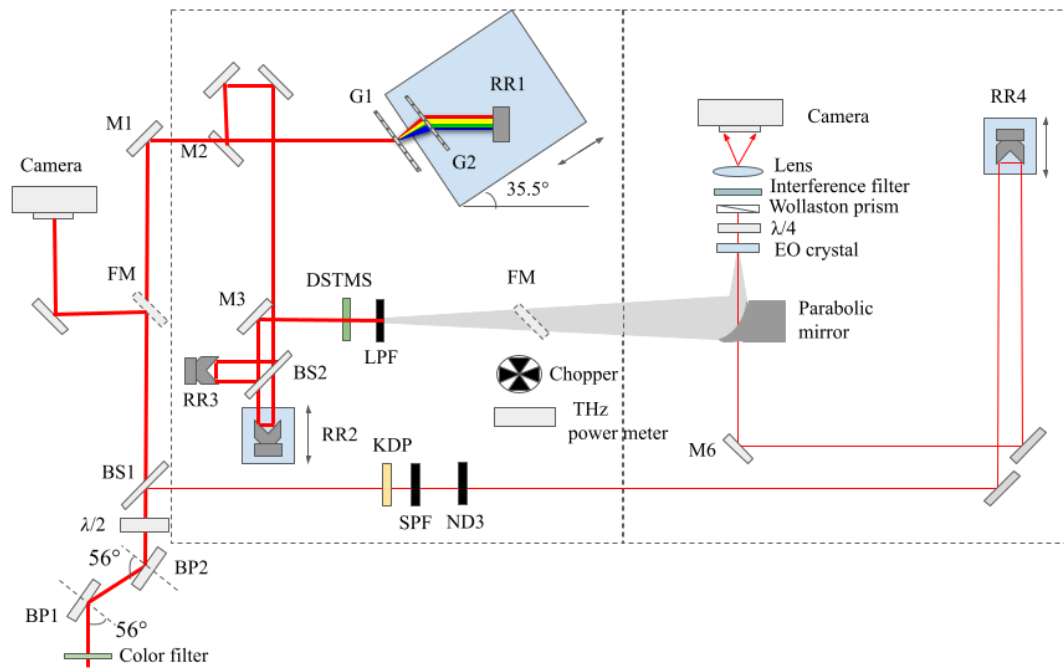 G1
RR1
G2
35.5°
M1
M2
Camera
Camera
RR4
Lens
Interference filter
Wollaston prism
λ/4
EO crystal
FM
DSTMS
FM
M3
LPF
Parabolic
mirror
BS2
RR3
Chopper
RR2
THz
power meter
KDP
M6
BS1
SPF
ND3
λ/2
56°
BP2
BP1
56°
Color filter